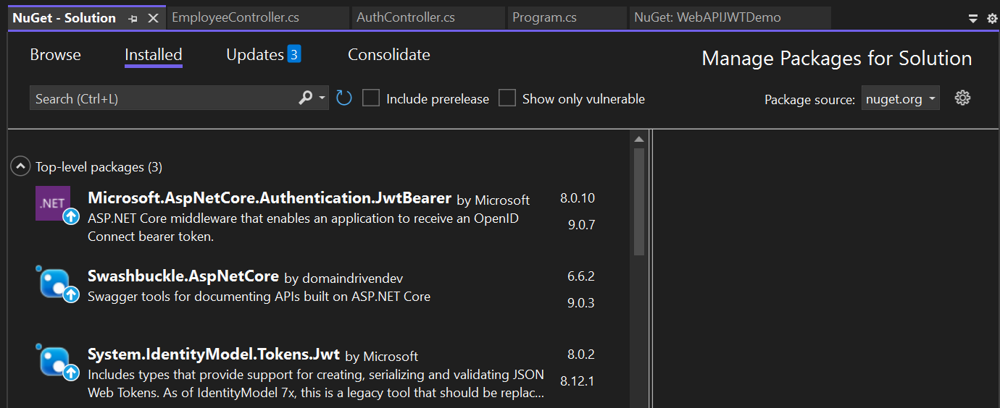 NuGet - Solution EmployeeController.cs AuthController.cs Program.cs NuGet: WebAPIJWTDemo
Browse Installed Updates 3 Consolidate Manage Packages for Solution
Search (Ctrl+L) Include prerelease Show only vulnerable Package source: nuget.org
Top-level packages (3)
.NET Microsoft.AspNetCore.Authentication.JwtBearer by Microsoft 8.0.10
ASP.NET Core middleware that enables an application to receive an OpenID 9.0.7
Connect bearer token.
Swashbuckle.AspNetCore by domaindrivendev 6.6.2
Swagger tools for documenting APIs built on ASP.NET Core 9.0.3
System.IdentityModel.Tokens.Jwt by Microsoft 8.0.2
Includes types that provide support for creating, serializing and validating JSON 8.12.1
Web Tokens. As of IdentityModel 7x, this is a legacy tool that should be replac...